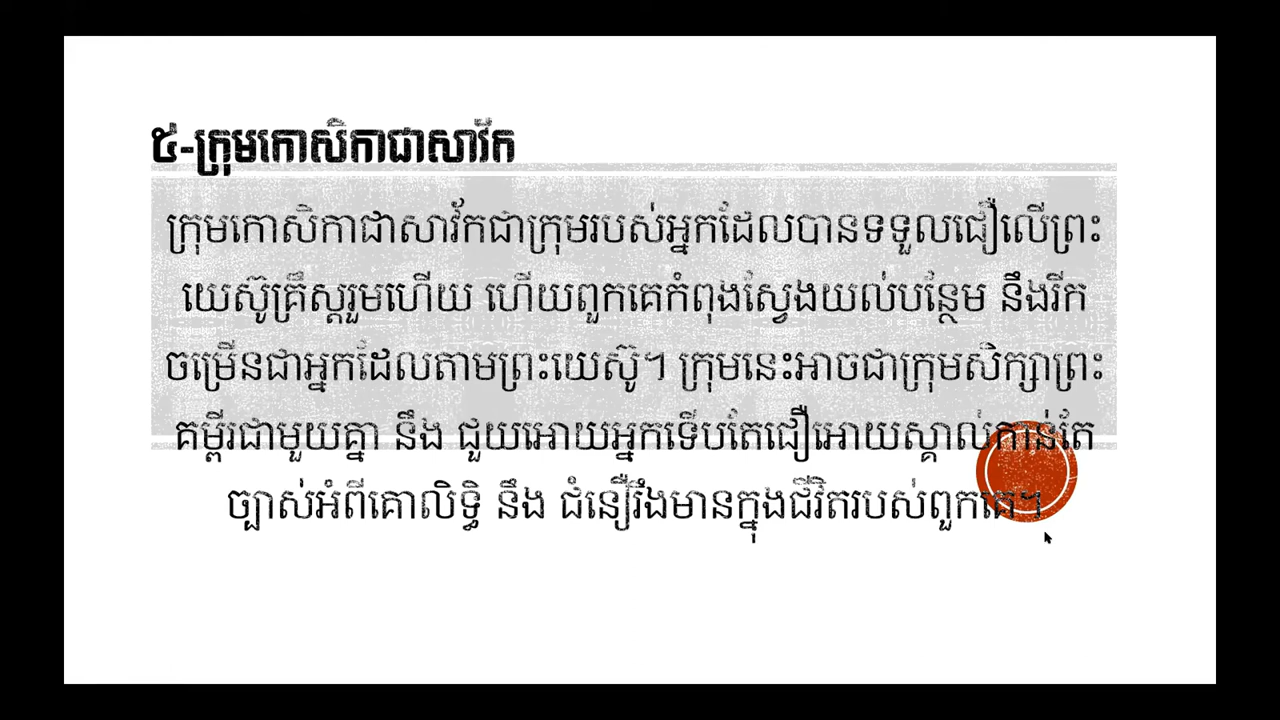 ៥-ក្រុមកោសិកាជាសាវ័ក
ក្រុមកោសិកាជាសាវ័កជាក្រុមរបស់អ្នកដែលបានទទួលជឿលើព្រះ
យេស៊ូគ្រឹស្តរួមហើយ ហើយពួកគេកំពុងស្វែងយល់បន្ថែម នឹងរីក
ចម្រើនជាអ្នកដែលតាមព្រះយេស៊ូ។ ក្រុមនេះអាចជាក្រុមសិក្សាព្រះ
គម្ពីរជាមួយគ្នា នឹង ជួយអោយអ្នកទើបតែជឿអោយស្គាល់កាន់តែ
ច្បាស់អំពីគោលិទ្ធិ នឹង ជំនឿរឹងមានក្នុងជីវិតរបស់ពួកគេ។